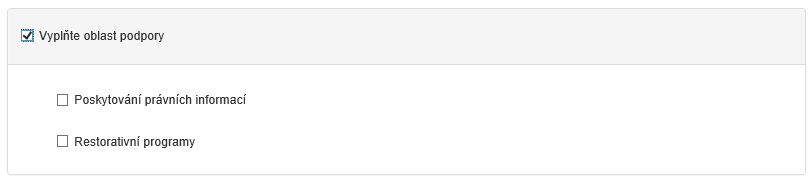 Vyplňte oblast podpory
Poskytování právních informací
Restorativní programy